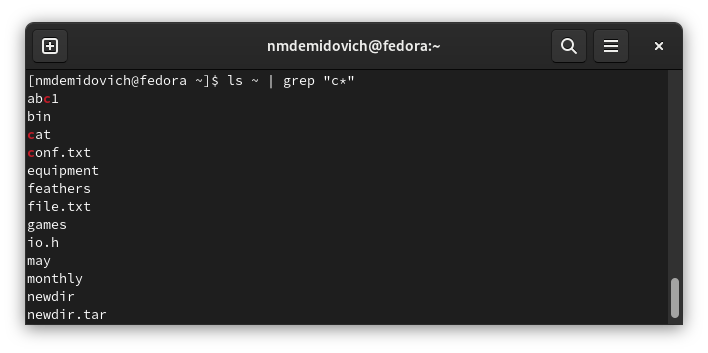 nmdemidovich@fedora:~
[nmdemidovich@fedora ~]$ ls ~ | grep "c*"
abc1
bin
cat
conf.txt
equipment
feathers
file.txt
games
io.h
may
monthly
newdir
newdir.tar